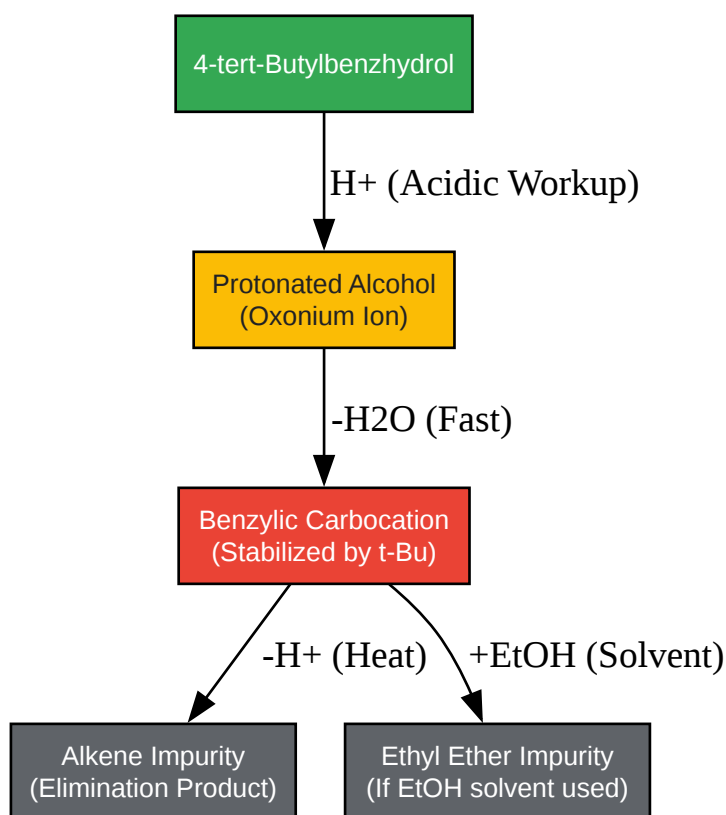 4-tert-Butylbenzhydrol
H+ (Acidic Workup)
Protonated Alcohol
(Oxonium Ion)
-H2O (Fast)
Benzylic Carbocation
(Stabilized by t-Bu)
-H+ (Heat)
+EtOH (Solvent)
Alkene Impurity
(Elimination Product)
Ethyl Ether Impurity
(If EtOH solvent used)